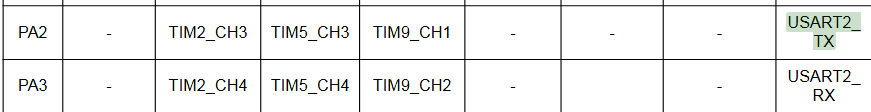 PA2 - TIM2_CH3 TIM5_CH3 TIM9_CH1 - - - USART2_
TX
PA3 - TIM2_CH4 TIM5_CH4 TIM9_CH2 - - - USART2_
RX